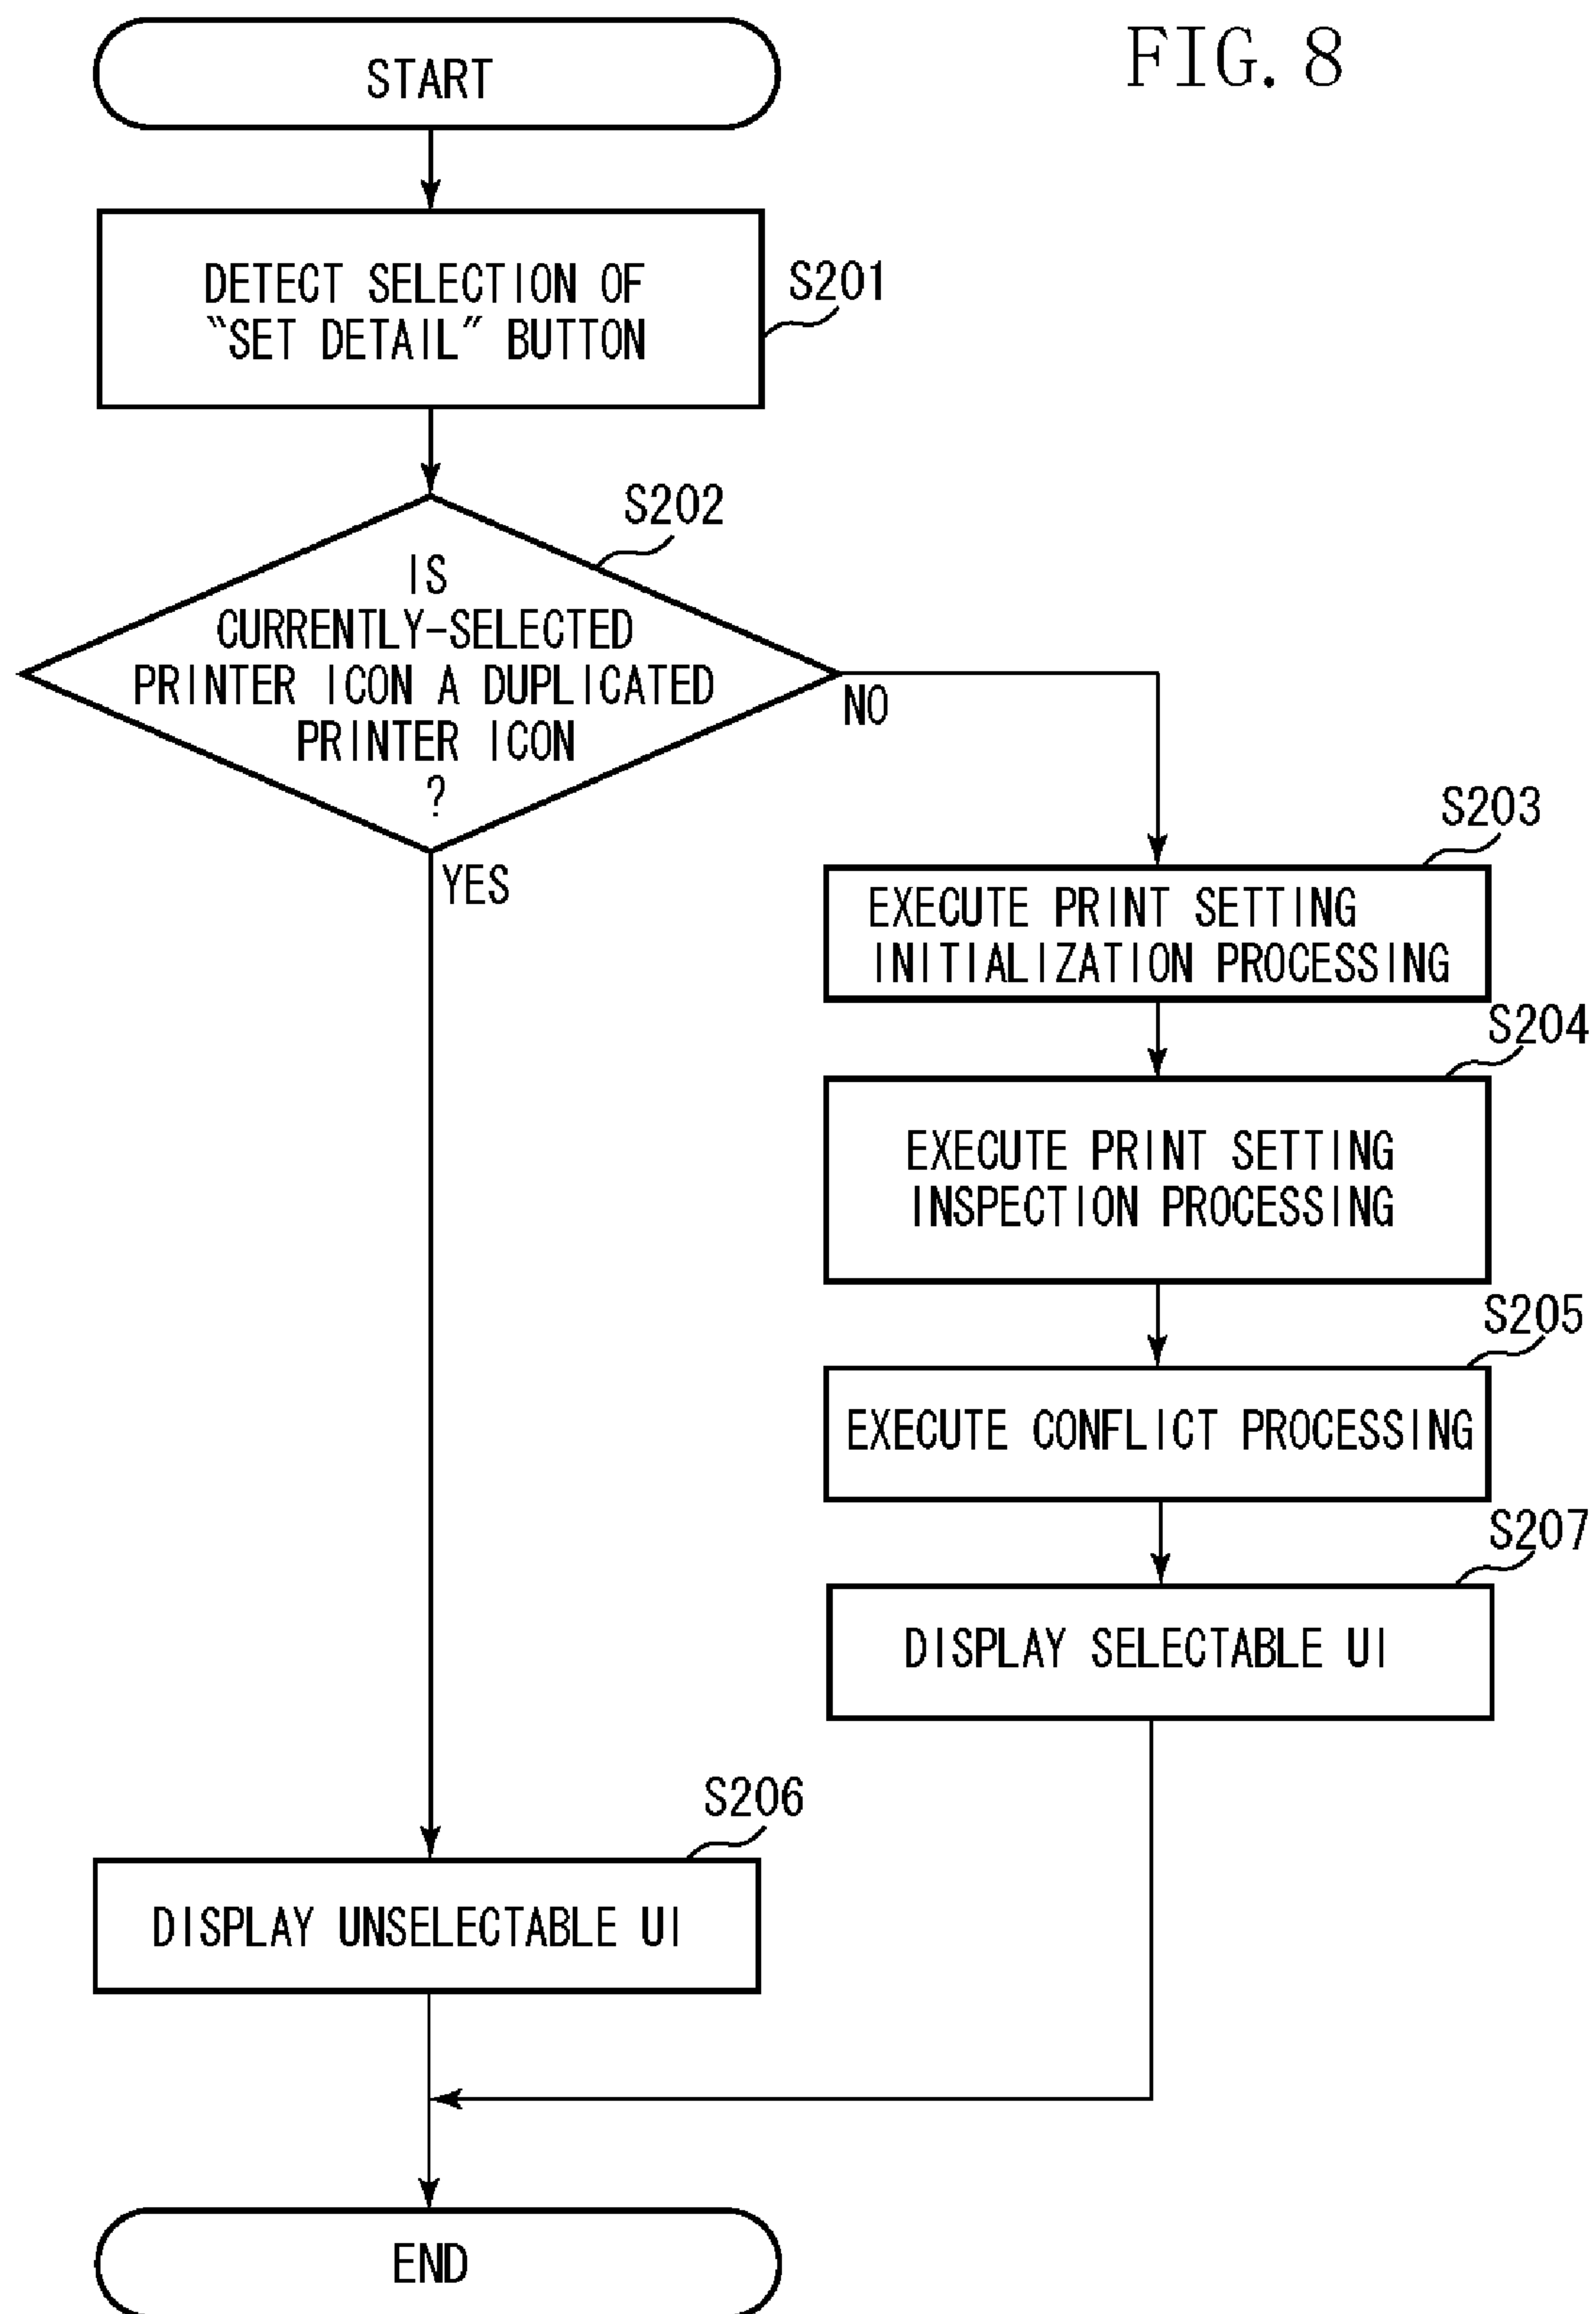 FIG. 8
START
DETECT SELECTION OF
"SET DETAIL" BUTTON
S201
S202
IS
CURRENTLY-SELECTED
PRINTER ICON A DUPLICATED
PRINTER ICON
?
NO
YES
S203
EXECUTE PRINT SETTING
INITIALIZATION PROCESSING
S204
EXECUTE PRINT SETTING
INSPECTION PROCESSING
S205
EXECUTE CONFLICT PROCESSING
S207
DISPLAY SELECTABLE UI
S206
DISPLAY UNSELECTABLE UI
END